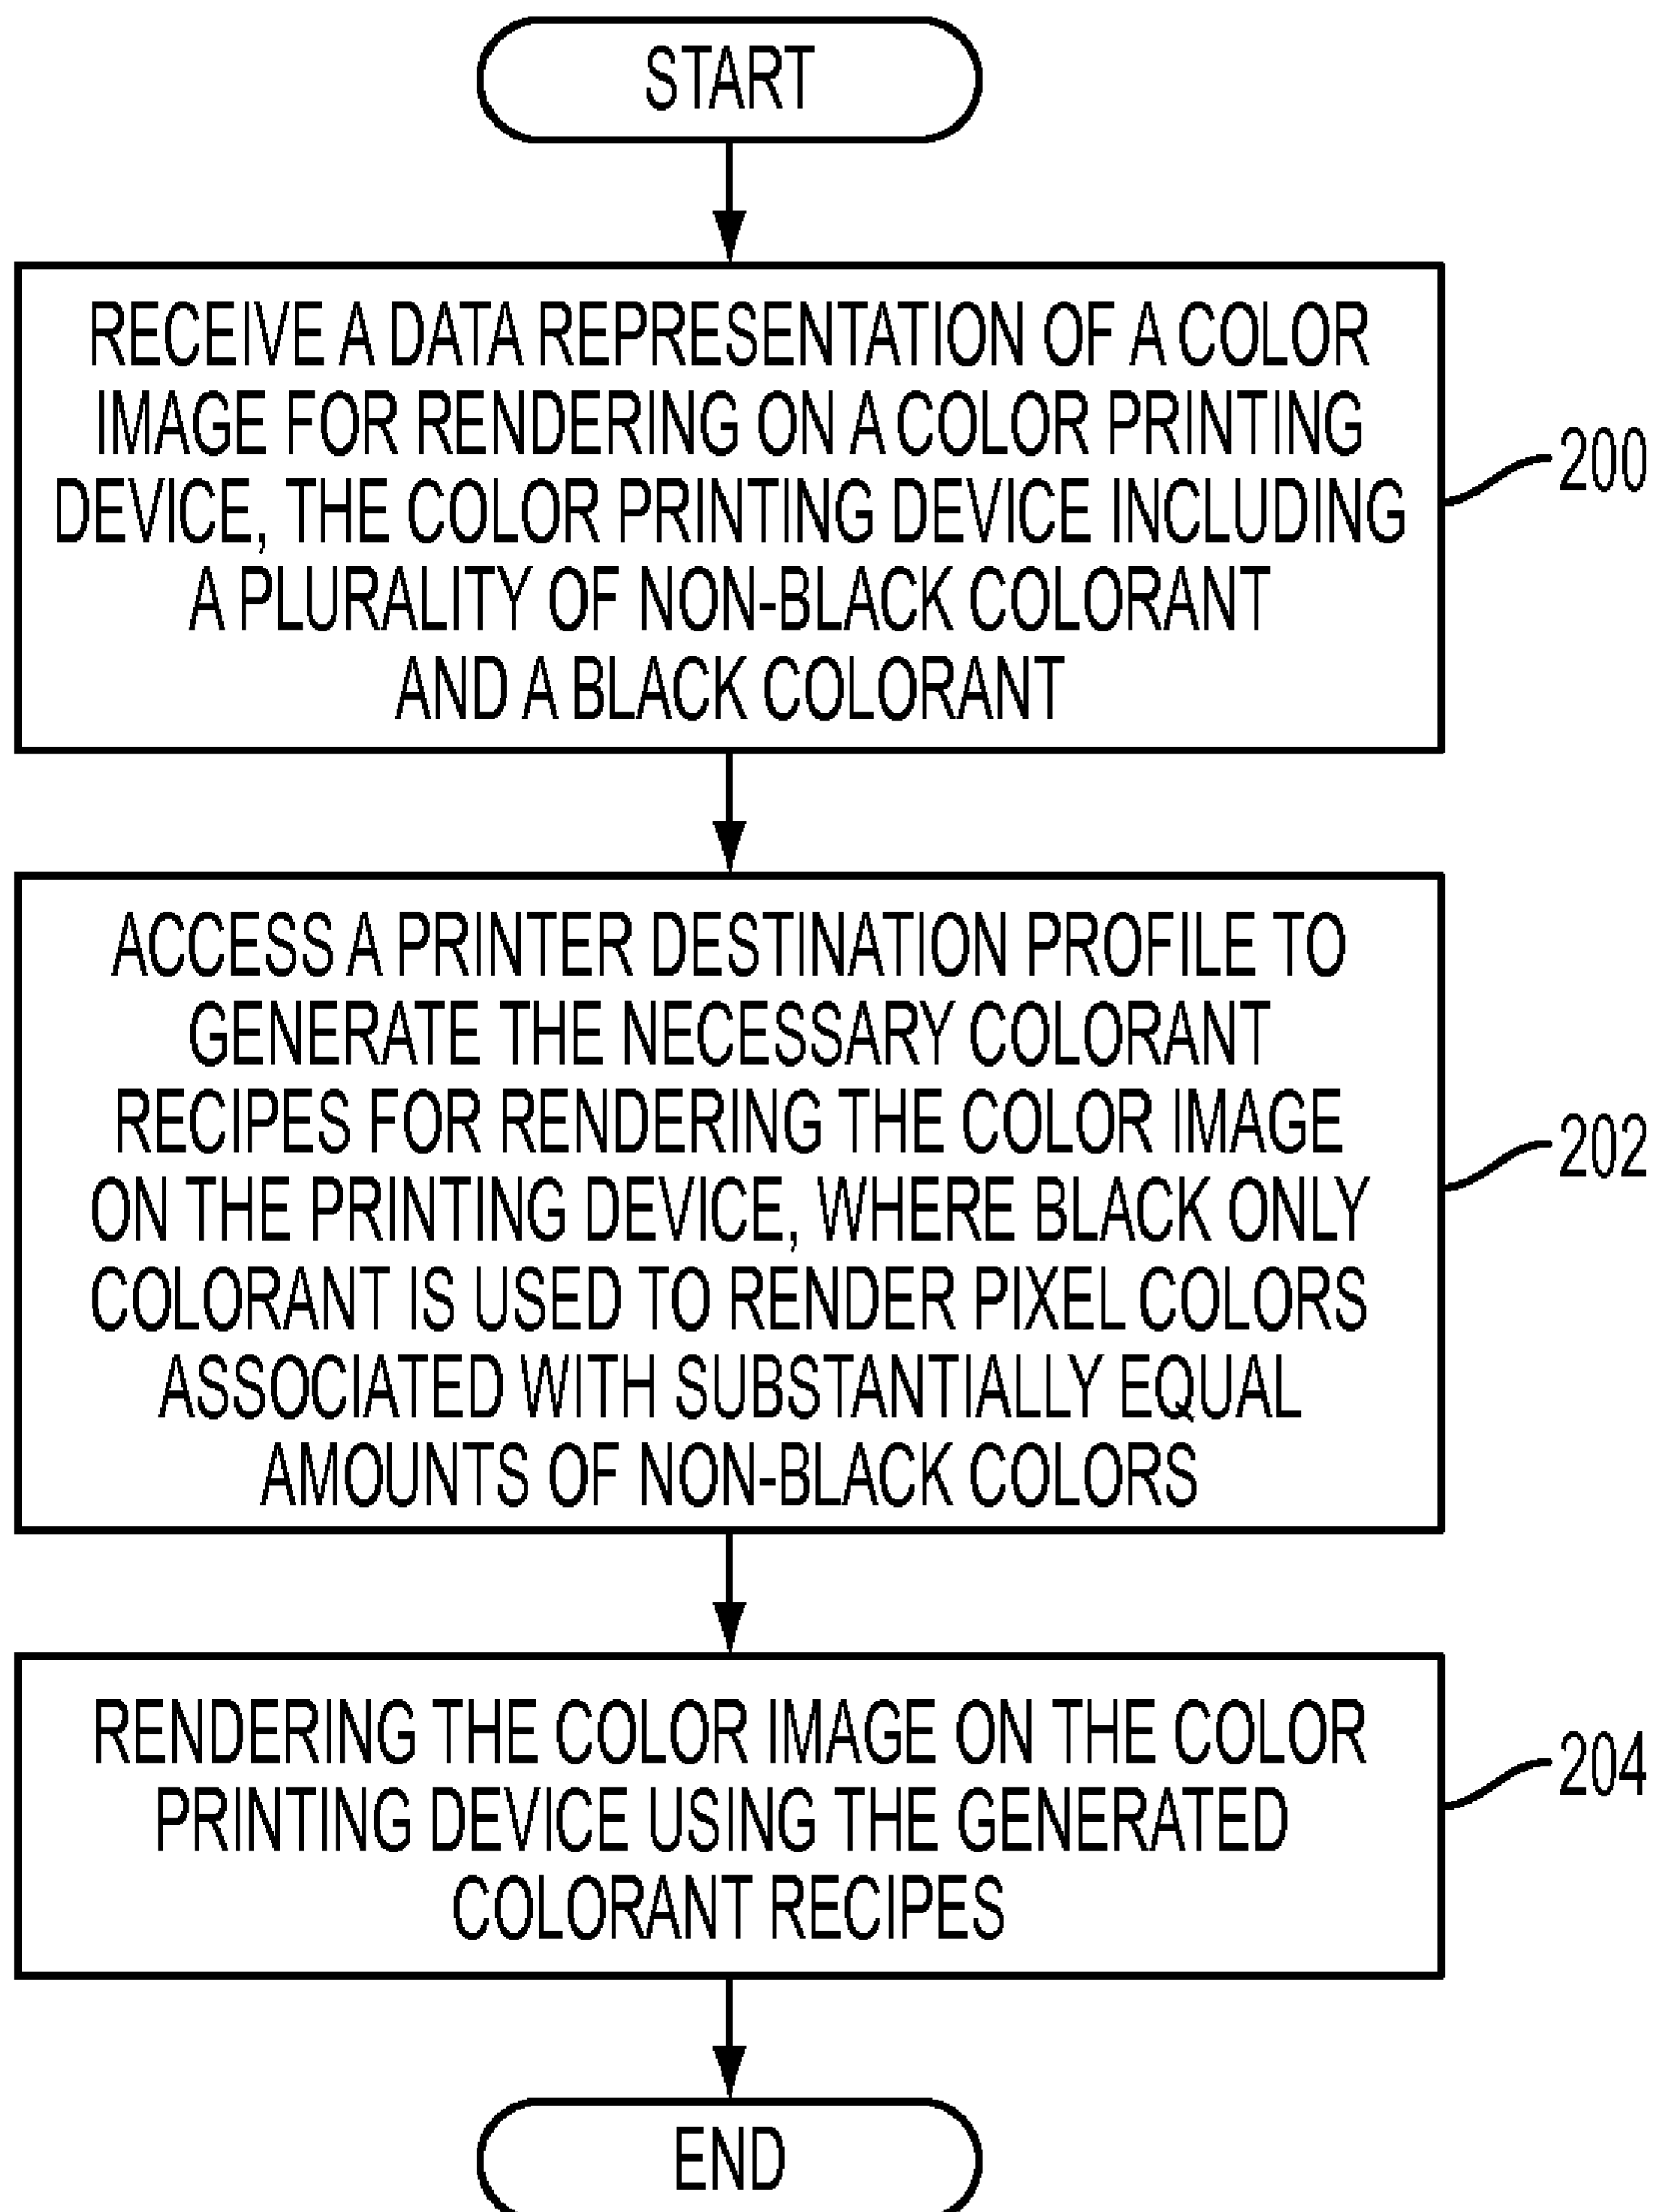 START
RECEIVE A DATA REPRESENTATION OF A COLOR
IMAGE FOR RENDERING ON A COLOR PRINTING
DEVICE, THE COLOR PRINTING DEVICE INCLUDING
A PLURALITY OF NON-BLACK COLORANT
AND A BLACK COLORANT
200
ACCESS A PRINTER DESTINATION PROFILE TO
GENERATE THE NECESSARY COLORANT
RECIPES FOR RENDERING THE COLOR IMAGE
ON THE PRINTING DEVICE, WHERE BLACK ONLY
COLORANT IS USED TO RENDER PIXEL COLORS
ASSOCIATED WITH SUBSTANTIALLY EQUAL
AMOUNTS OF NON-BLACK COLORS
202
RENDERING THE COLOR IMAGE ON THE COLOR
PRINTING DEVICE USING THE GENERATED
COLORANT RECIPES
204
END